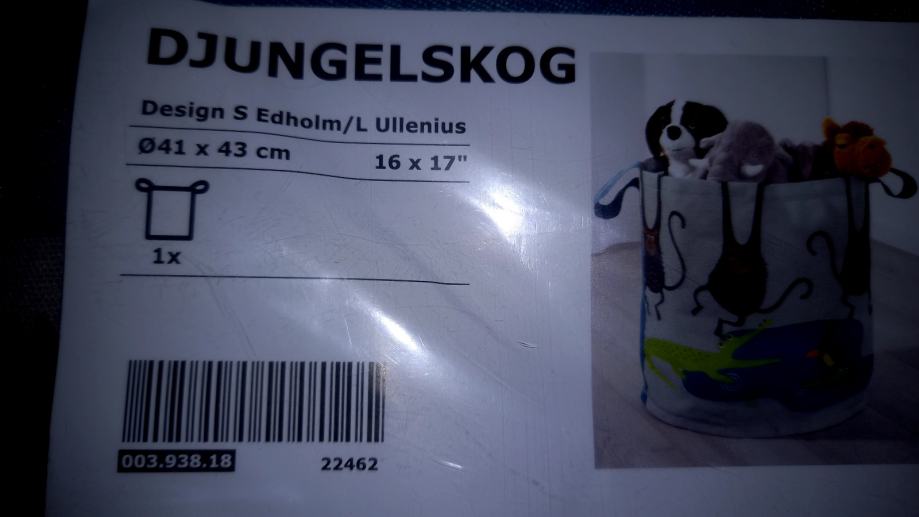 DJUNGELSKOG
Design S Edholm/L Ullenius
Ø41 x 43 cm 16 x 17"
1x
003.938.18 22462